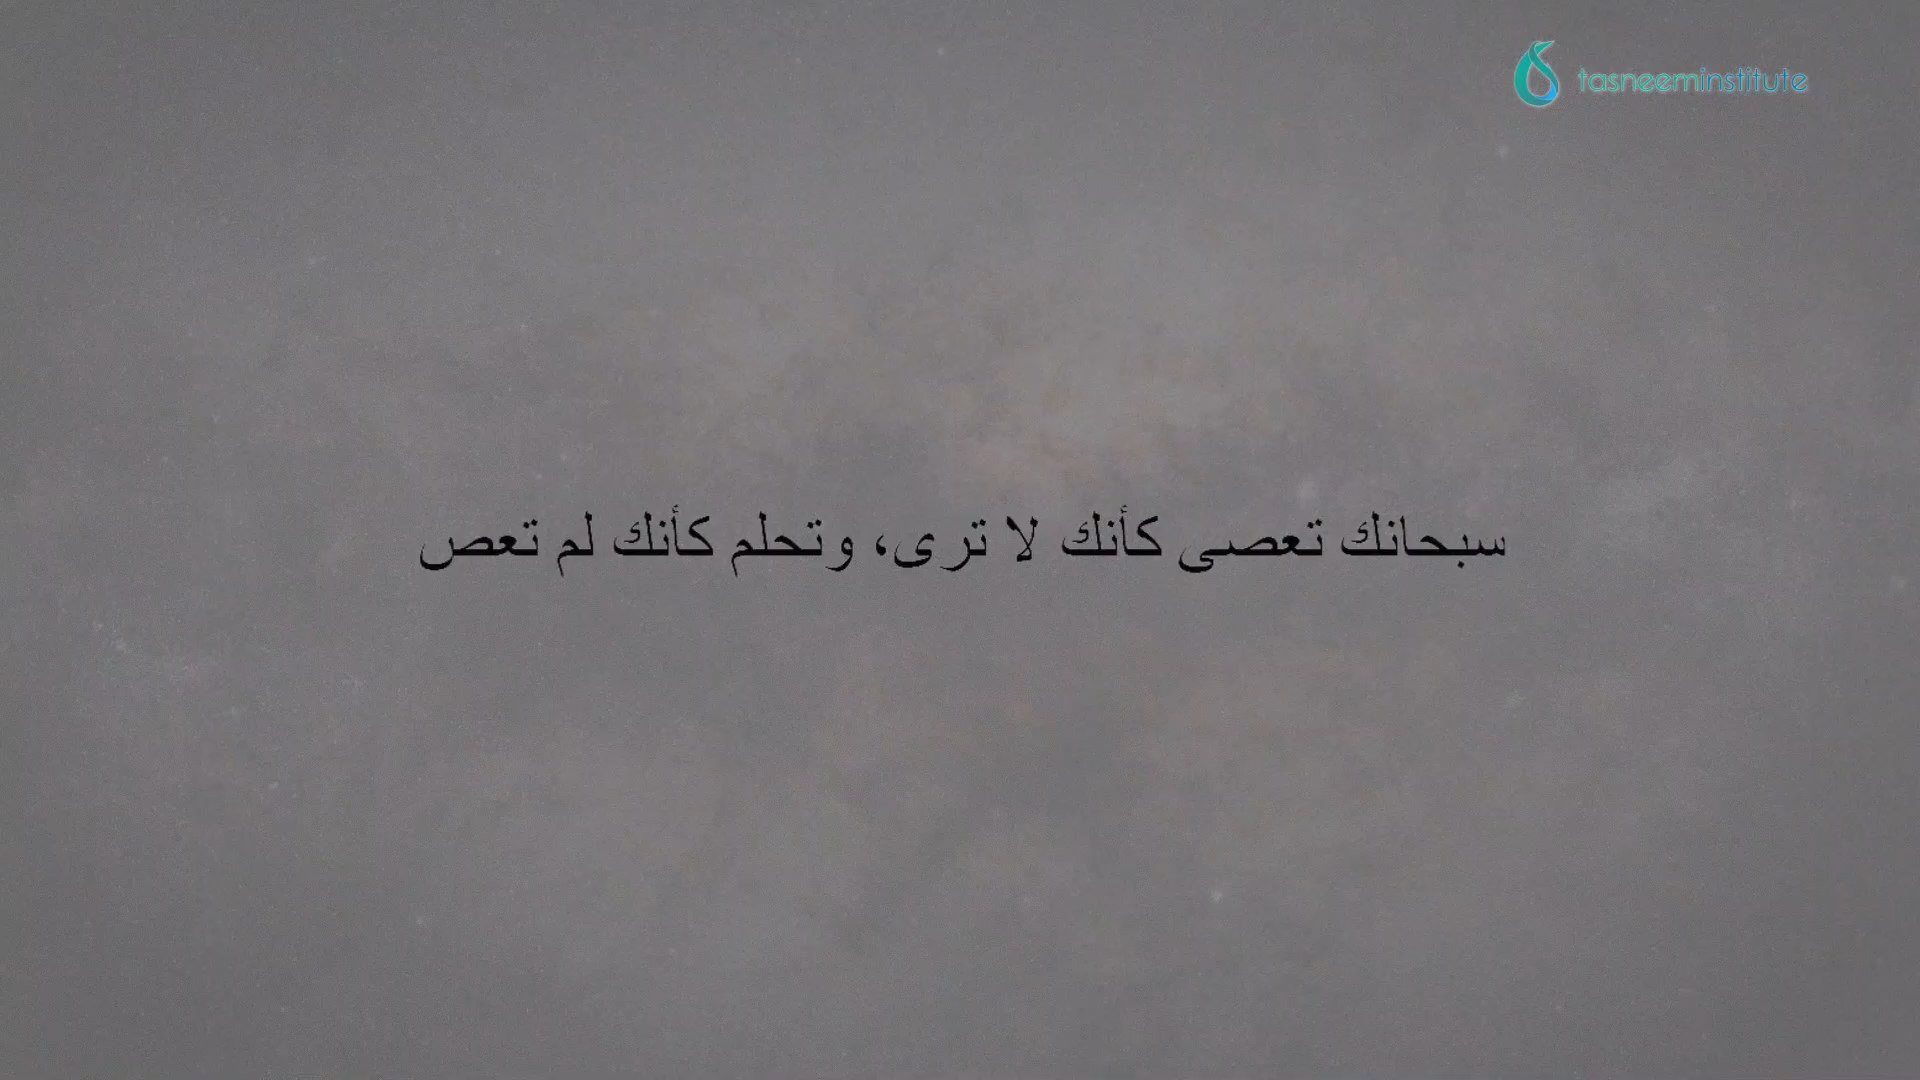 tasneeminstitute
سبحانك تعصى كأنك لا ترى، وتحلم كأنك لم تعص